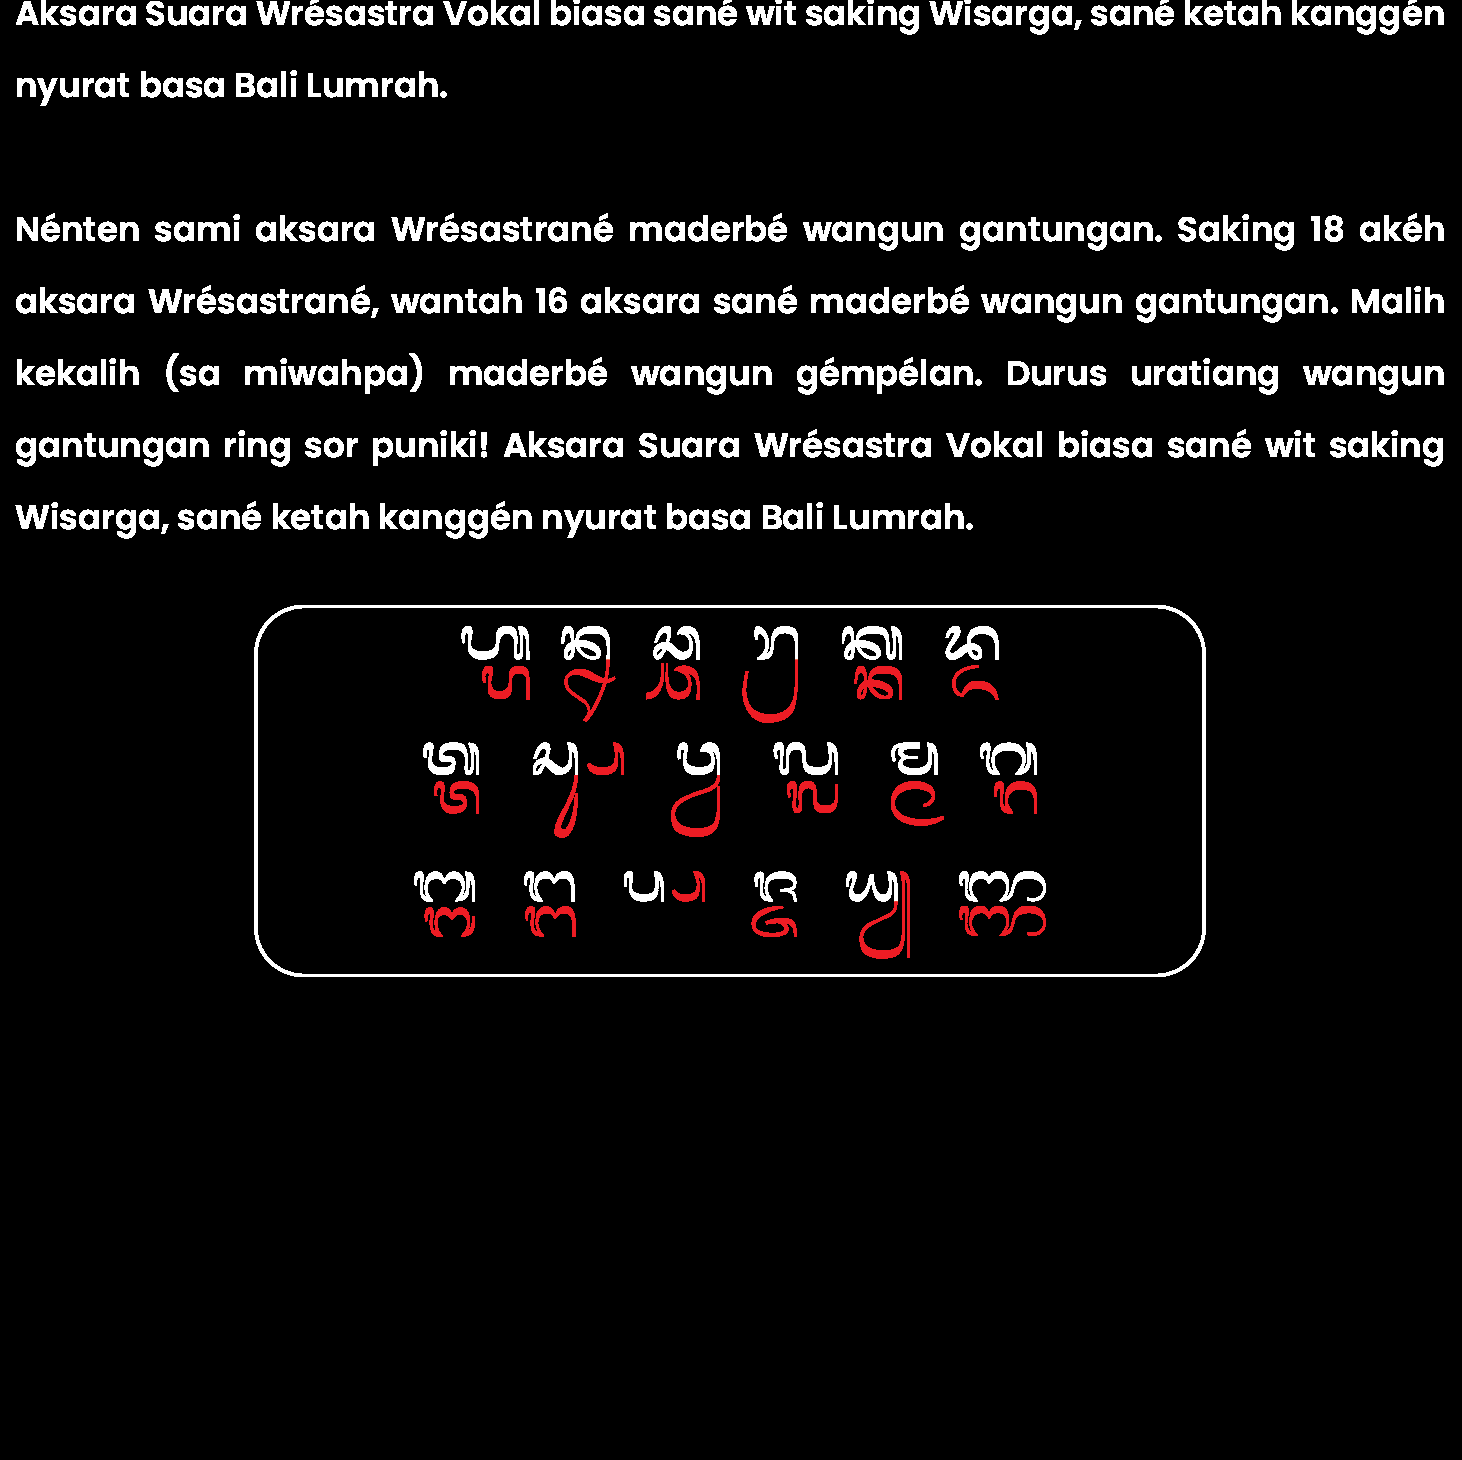 Aksara Suara Wrésastra Vokal biasa sané wit saking Wisarga, sané ketah kanggén
nyurat basa Bali Lumrah.
Nénten sami aksara Wrésastrané maderbé wangun gantungan. Saking 18 akéh
aksara Wrésastrané, wantah 16 aksara sané maderbé wangun gantungan. Malih
kekalih (sa miwahpa) maderbé wangun gémpélan. Durus uratiang wangun
gantungan ring sor puniki! Aksara Suara Wrésastra Vokal biasa sané wit saking
Wisarga, sané ketah kanggén nyurat basa Bali Lumrah.
ᬳ᭄ᬳ ᬦ᭄ᬦ ᬘ᭄ᬘ ᬭ᭄ᬭ ᬓ᭄ᬓ ᬤ᭄ᬤ
ᬢ᭄ᬢ ᬲ᭄ᬲ ᬯ᭄ᬯ ᬮ᭄ᬮ ᬫ᭄ᬫ ᬕ᭄ᬕ
ᬩ᭄ᬩ ᬗ᭄ᬗ ᬧ᭄ᬧ ᬚ᭄ᬚ ᬬ᭄ᬬ ᬜ᭄ᬜ